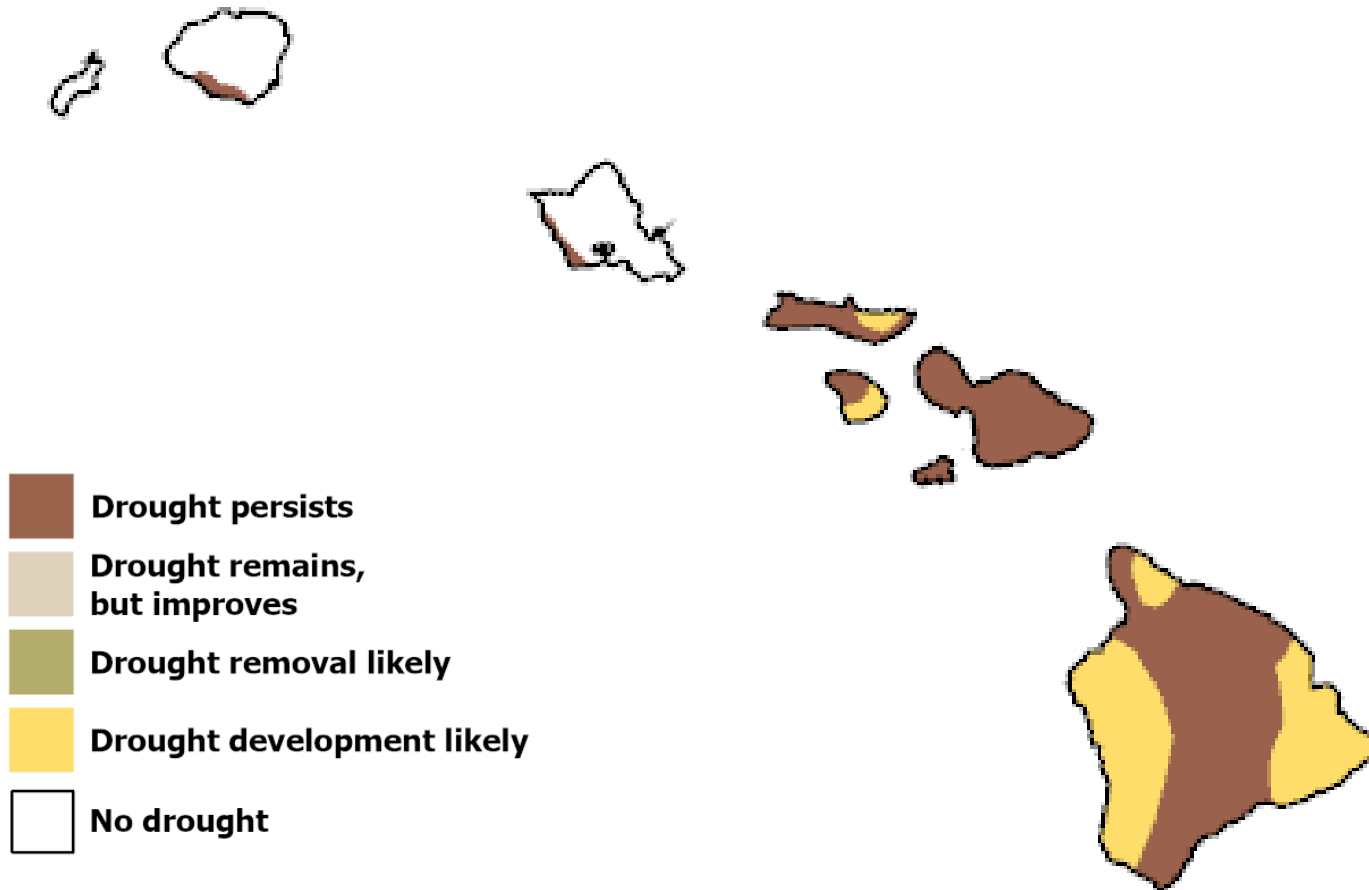 Drought persists
Drought remains,
but improves
Drought removal likely
Drought development likely
No drought